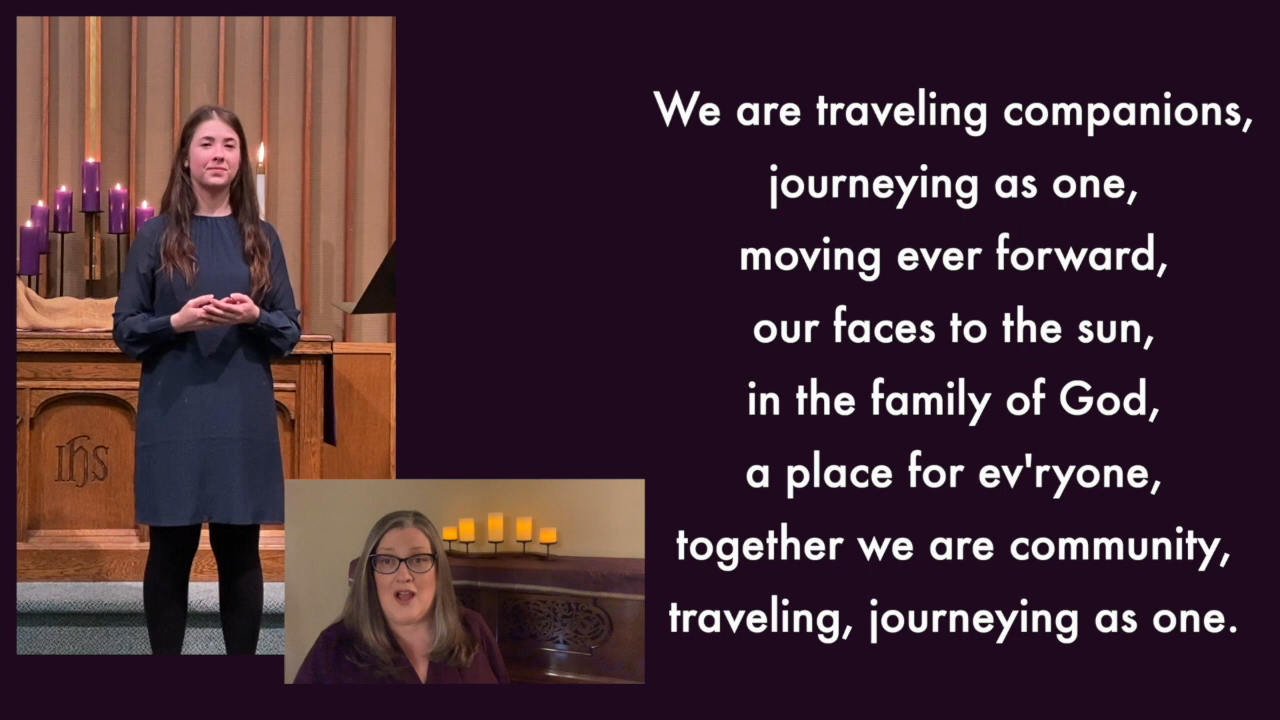 We are traveling companions,
journeying as one,
moving ever forward,
our faces to the sun,
in the family of God,
a place for ev'ryone,
together we are community,
traveling, journeying as one.
IHS